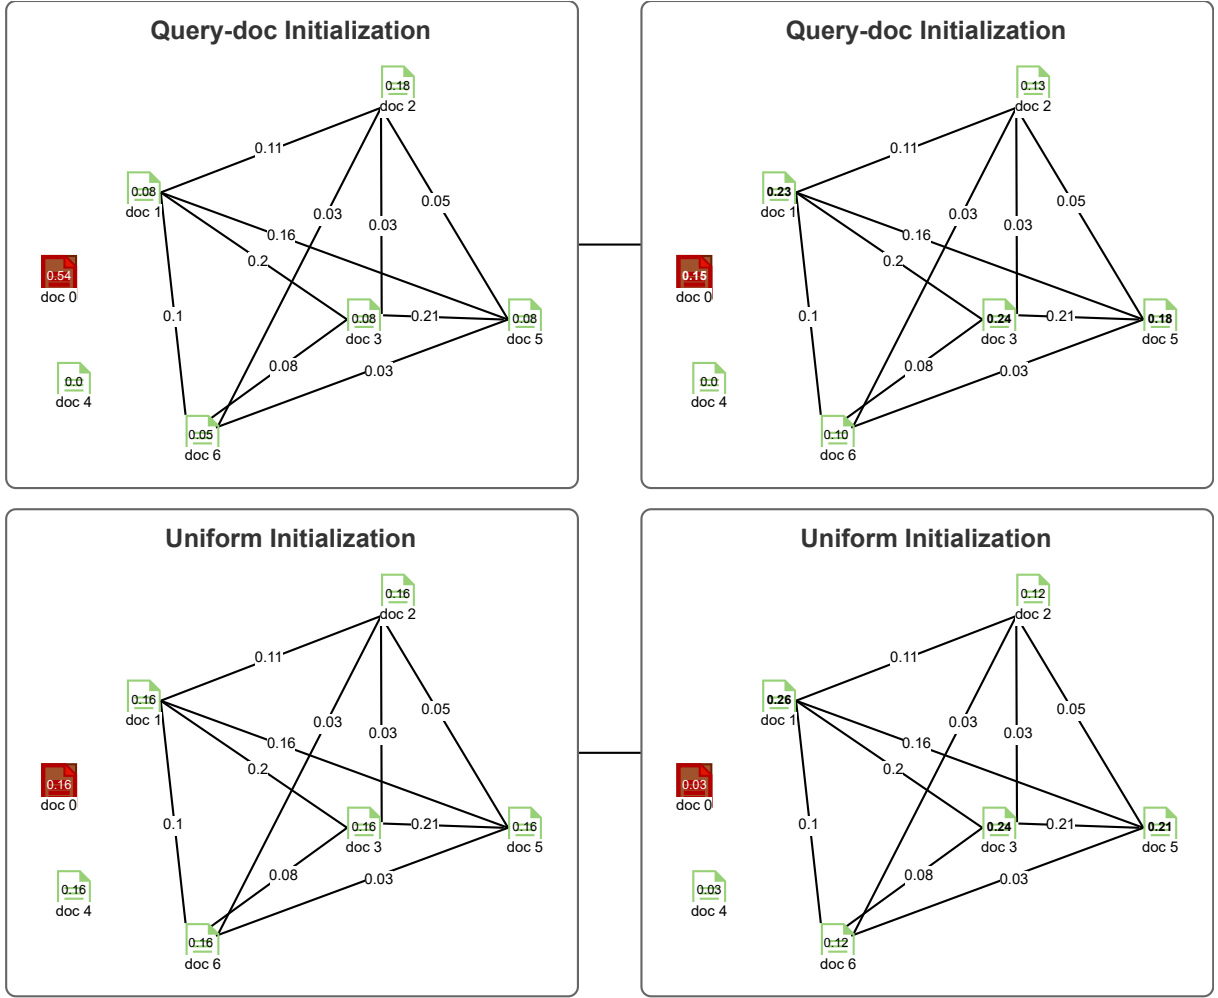 Query-doc Initialization
0.18
doc 2
0.11
0.08
doc 1
0.05
0.03
0.03
0.16
0.2
0.54
doc 0
0.1
0.08
doc 3
0.21
0.08
doc 5
0.08
0.03
0.0
doc 4
0.05
doc 6
Query-doc Initialization
0.13
doc 2
0.11
0.23
doc 1
0.05
0.03
0.03
0.16
0.2
0.15
doc 0
0.1
0.24
doc 3
0.21
0.18
doc 5
0.08
0.03
0.0
doc 4
0.10
doc 6
Uniform Initialization
0.16
doc 2
0.11
0.16
doc 1
0.05
0.03
0.03
0.16
0.2
0.16
doc 0
0.1
0.16
doc 3
0.21
0.16
doc 5
0.08
0.03
0.16
doc 4
0.16
doc 6
Uniform Initialization
0.12
doc 2
0.11
0.26
doc 1
0.05
0.03
0.03
0.16
0.2
0.03
doc 0
0.1
0.24
doc 3
0.21
0.21
doc 5
0.08
0.03
0.03
doc 4
0.12
doc 6